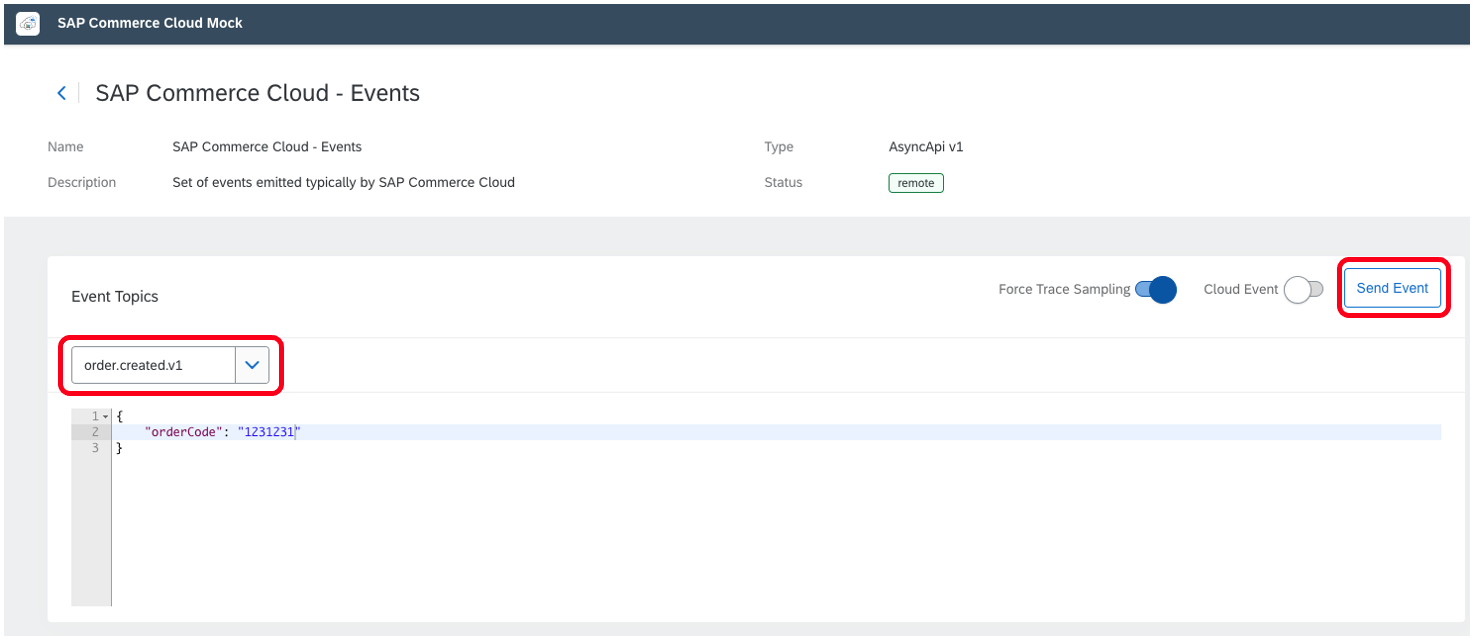 SAP Commerce Cloud Mock
SAP Commerce Cloud - Events
Name SAP Commerce Cloud - Events Type AsyncApi v1
Description Set of events emitted typically by SAP Commerce Cloud Status remote
Event Topics Force Trace Sampling Cloud Event Send Event
order.created.v1
1 {
2 "orderCode": "1231231"
3 }